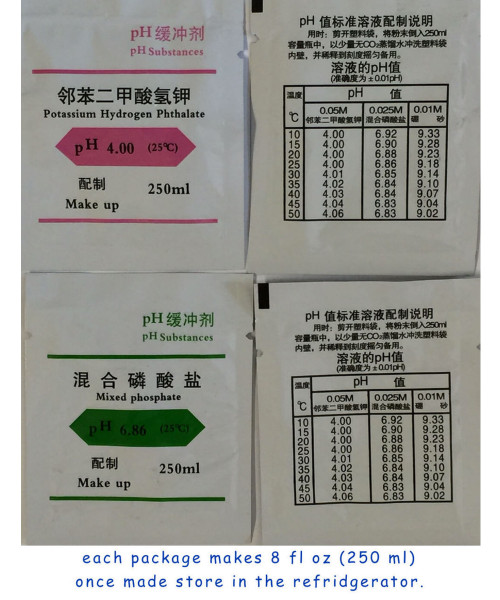 pH 缓冲剂
pH Substances
邻苯二甲酸氢钾
Potassium Hydrogen Phthalate
pH 4.00 (25℃)
配制 250ml
Make up
pH 值标准溶液配制说明
用时：剪开塑料袋，将粉末倒入250ml
容量瓶中，以少量无CO₂蒸馏水冲洗塑料袋
内壁，并稀释到刻度摇匀备用。
溶液的pH值
(准确度为±0.01pH)
温度 pH 值
℃ 0.05M 0.025M 0.01M
邻苯二甲酸氢钾 混合磷酸盐 硼 砂
10 4.00 6.92 9.33
15 4.00 6.90 9.28
20 4.00 6.88 9.23
25 4.00 6.86 9.18
30 4.01 6.85 9.14
35 4.02 6.84 9.10
40 4.03 6.84 9.07
45 4.04 6.83 9.04
50 4.06 6.83 9.02
pH 缓冲剂
pH Substances
混合磷酸盐
Mixed phosphate
pH 6.86 (25℃)
配制 250ml
Make up
pH 值标准溶液配制说明
用时：剪开塑料袋，将粉末倒入250ml
容量瓶中，以少量无CO₂蒸馏水冲洗塑料袋
内壁，并稀释到刻度摇匀备用。
溶液的pH值
(准确度为±0.01pH)
温度 pH 值
℃ 0.05M 0.025M 0.01M
邻苯二甲酸氢钾 混合磷酸盐 硼 砂
10 4.00 6.92 9.33
15 4.00 6.90 9.28
20 4.00 6.88 9.23
25 4.00 6.86 9.18
30 4.01 6.85 9.14
35 4.02 6.84 9.10
40 4.03 6.84 9.07
45 4.04 6.83 9.04
50 4.06 6.83 9.02
each package makes 8 fl oz (250 ml)
once made store in the refridgerator.